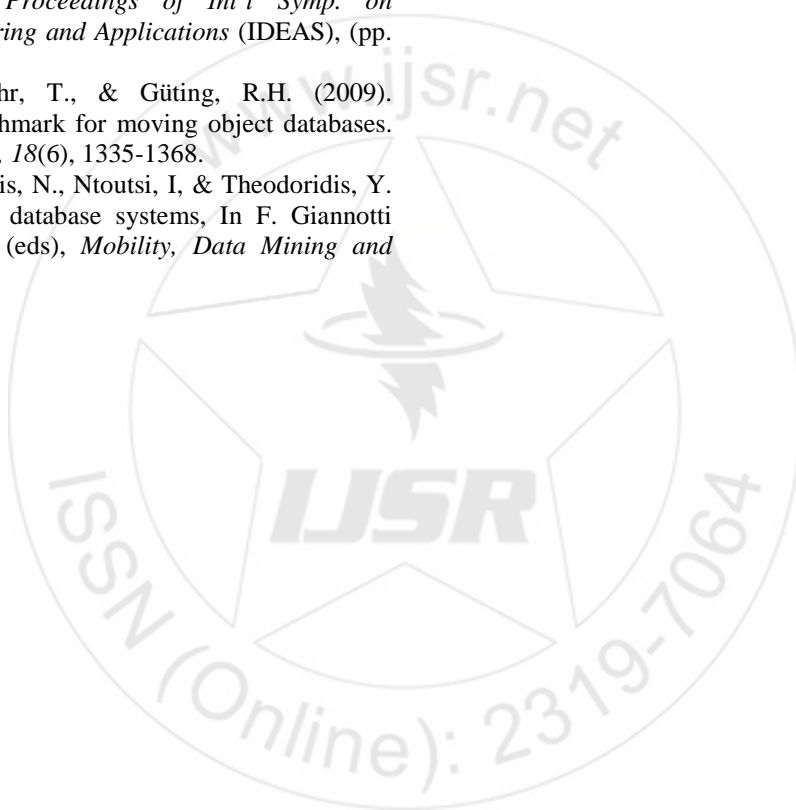 Proceedings of Int'l Symp. on
ring and Applications (IDEAS), (pp.
hr, T., & Güting, R.H. (2009).
hmark for moving object databases.
, 18(6), 1335-1368.
is, N., Ntoutsi, I, & Theodoridis, Y.
database systems, In F. Giannotti
(eds), Mobility, Data Mining and
www.ijsr.net
IJSR
ISSN (Online): 2319-7064